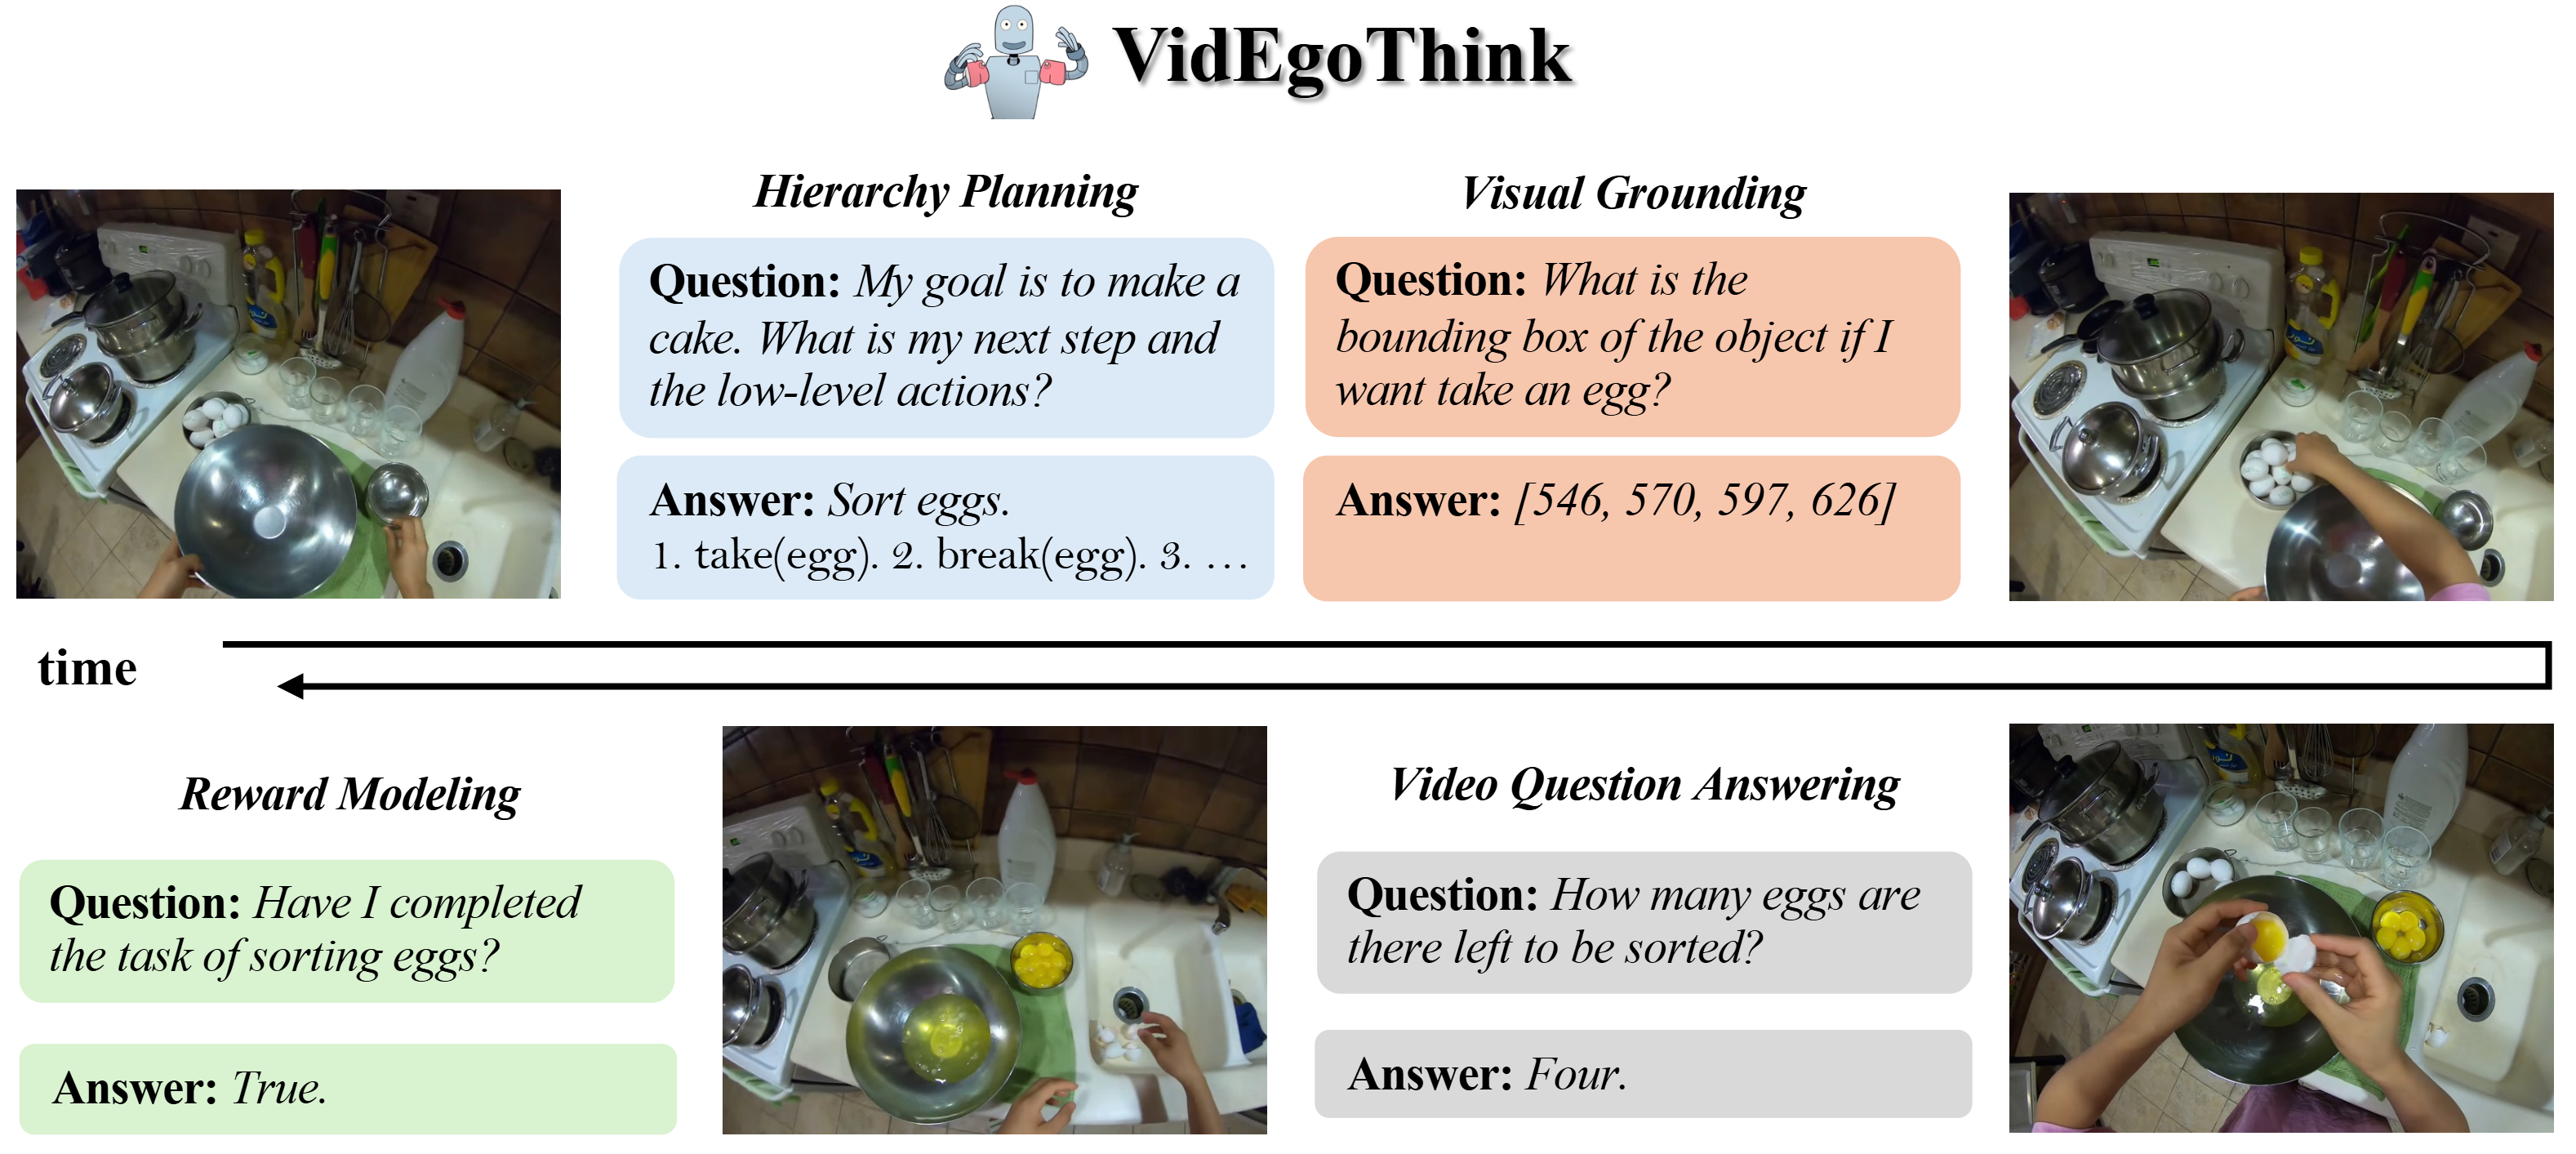 VidEgoThink
Hierarchy Planning
Question: My goal is to make a
cake. What is my next step and
the low-level actions?
Answer: Sort eggs.
1. take(egg). 2. break(egg). 3. …
Visual Grounding
Question: What is the
bounding box of the object if I
want take an egg?
Answer: [546, 570, 597, 626]
time
Reward Modeling
Question: Have I completed
the task of sorting eggs?
Answer: True.
Video Question Answering
Question: How many eggs are
there left to be sorted?
Answer: Four.